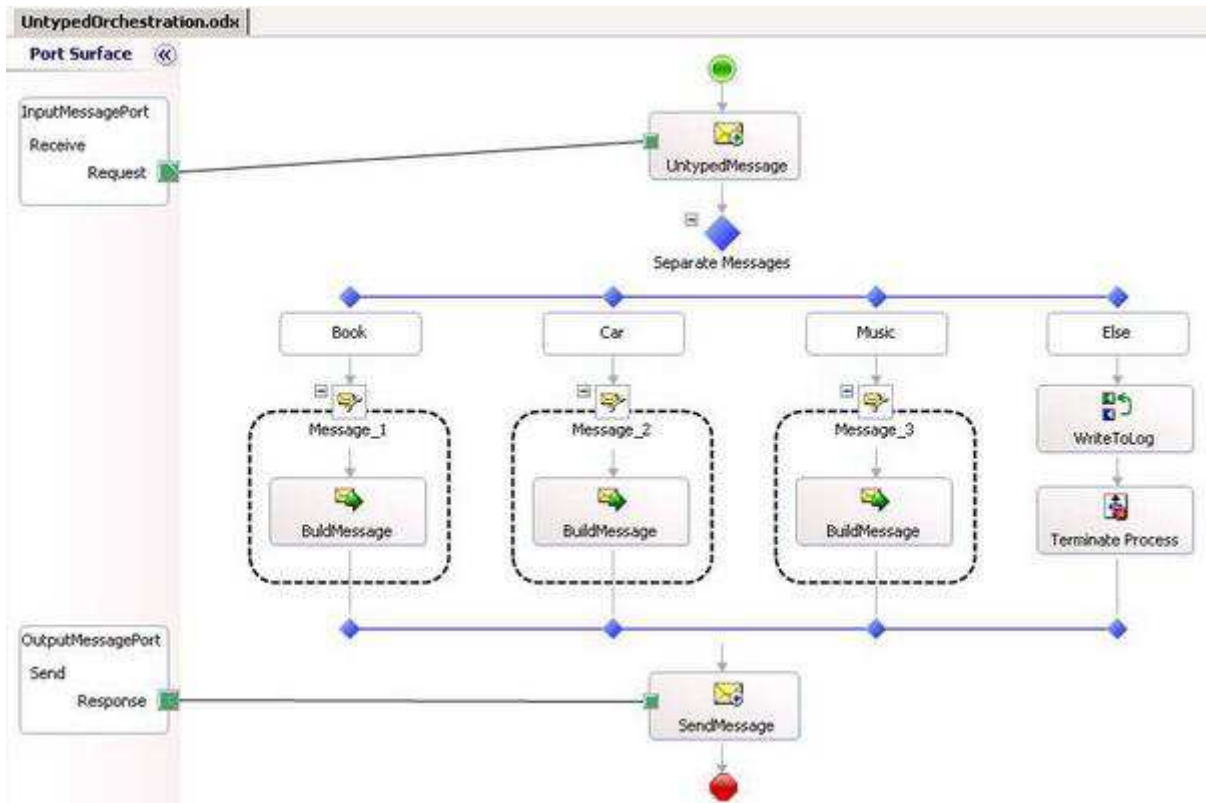 UntypedOrchestration.odx
Port Surface
InputMessagePort
Receive
Request
UntypedMessage
Separate Messages
Book
Car
Music
Else
Message_1
Message_2
Message_3
WriteToLog
BuldMessage
BuildMessage
BuildMessage
Terminate Process
OutputMessagePort
Send
Response
SendMessage